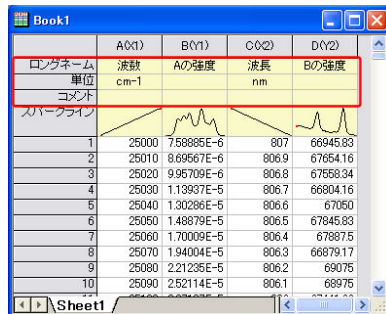 Book1
A(X1) B(Y1) C(X2) D(Y2)
ロングネーム 波数 Aの強度 波長 Bの強度
単位 cm-1 nm
コメント
スパークライン
1 25000 7.58885E-6 807 66945.83
2 25010 8.69567E-6 806.9 67654.16
3 25020 9.95709E-6 806.8 67558.34
4 25030 1.13937E-5 806.7 66804.16
5 25040 1.30286E-5 806.6 67050
6 25050 1.48879E-5 806.5 67845.83
7 25060 1.70009E-5 806.4 67887.5
8 25070 1.94004E-5 806.3 66879.17
9 25080 2.21235E-5 806.2 69075
10 25090 2.52114E-5 806.1 68975
Sheet1